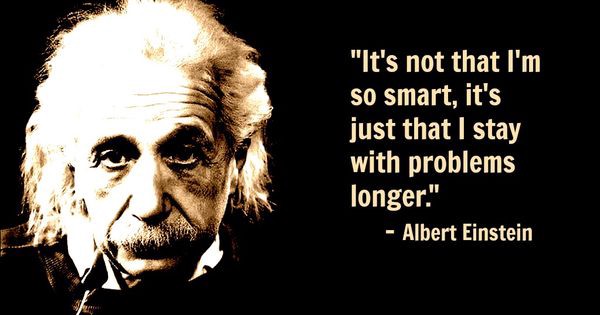 "It's not that I'm
so smart, it's
just that I stay
with problems
longer."
- Albert Einstein